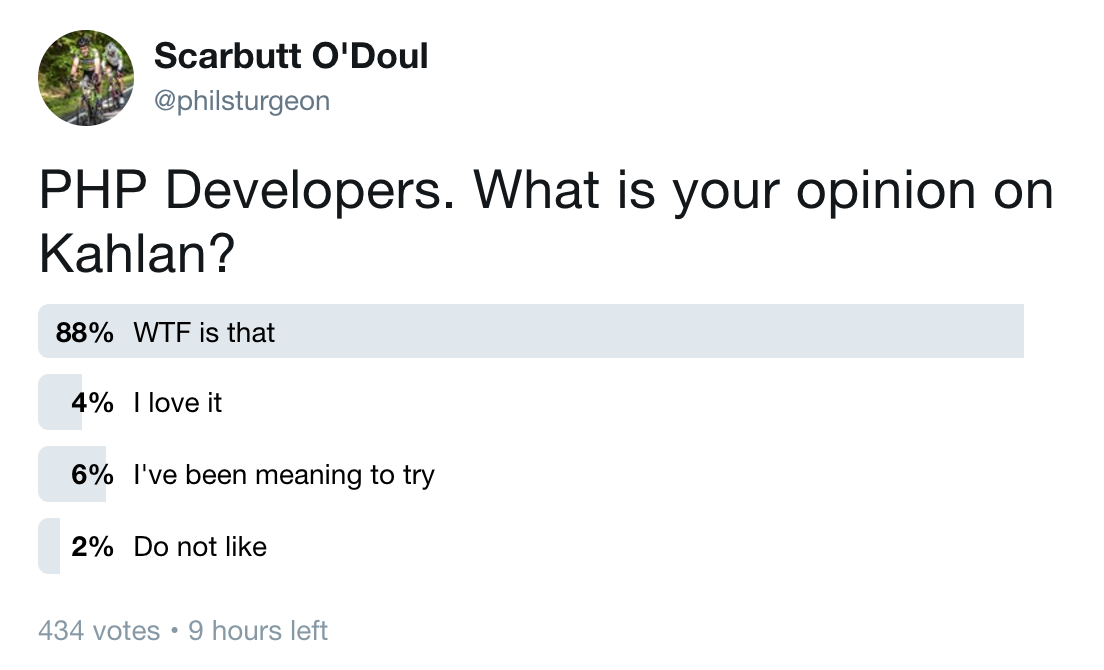 Scarbutt O'Doul
@philsturgeon
PHP Developers. What is your opinion on
Kahlan?
88% WTF is that
4% I love it
6% I've been meaning to try
2% Do not like
434 votes • 9 hours left